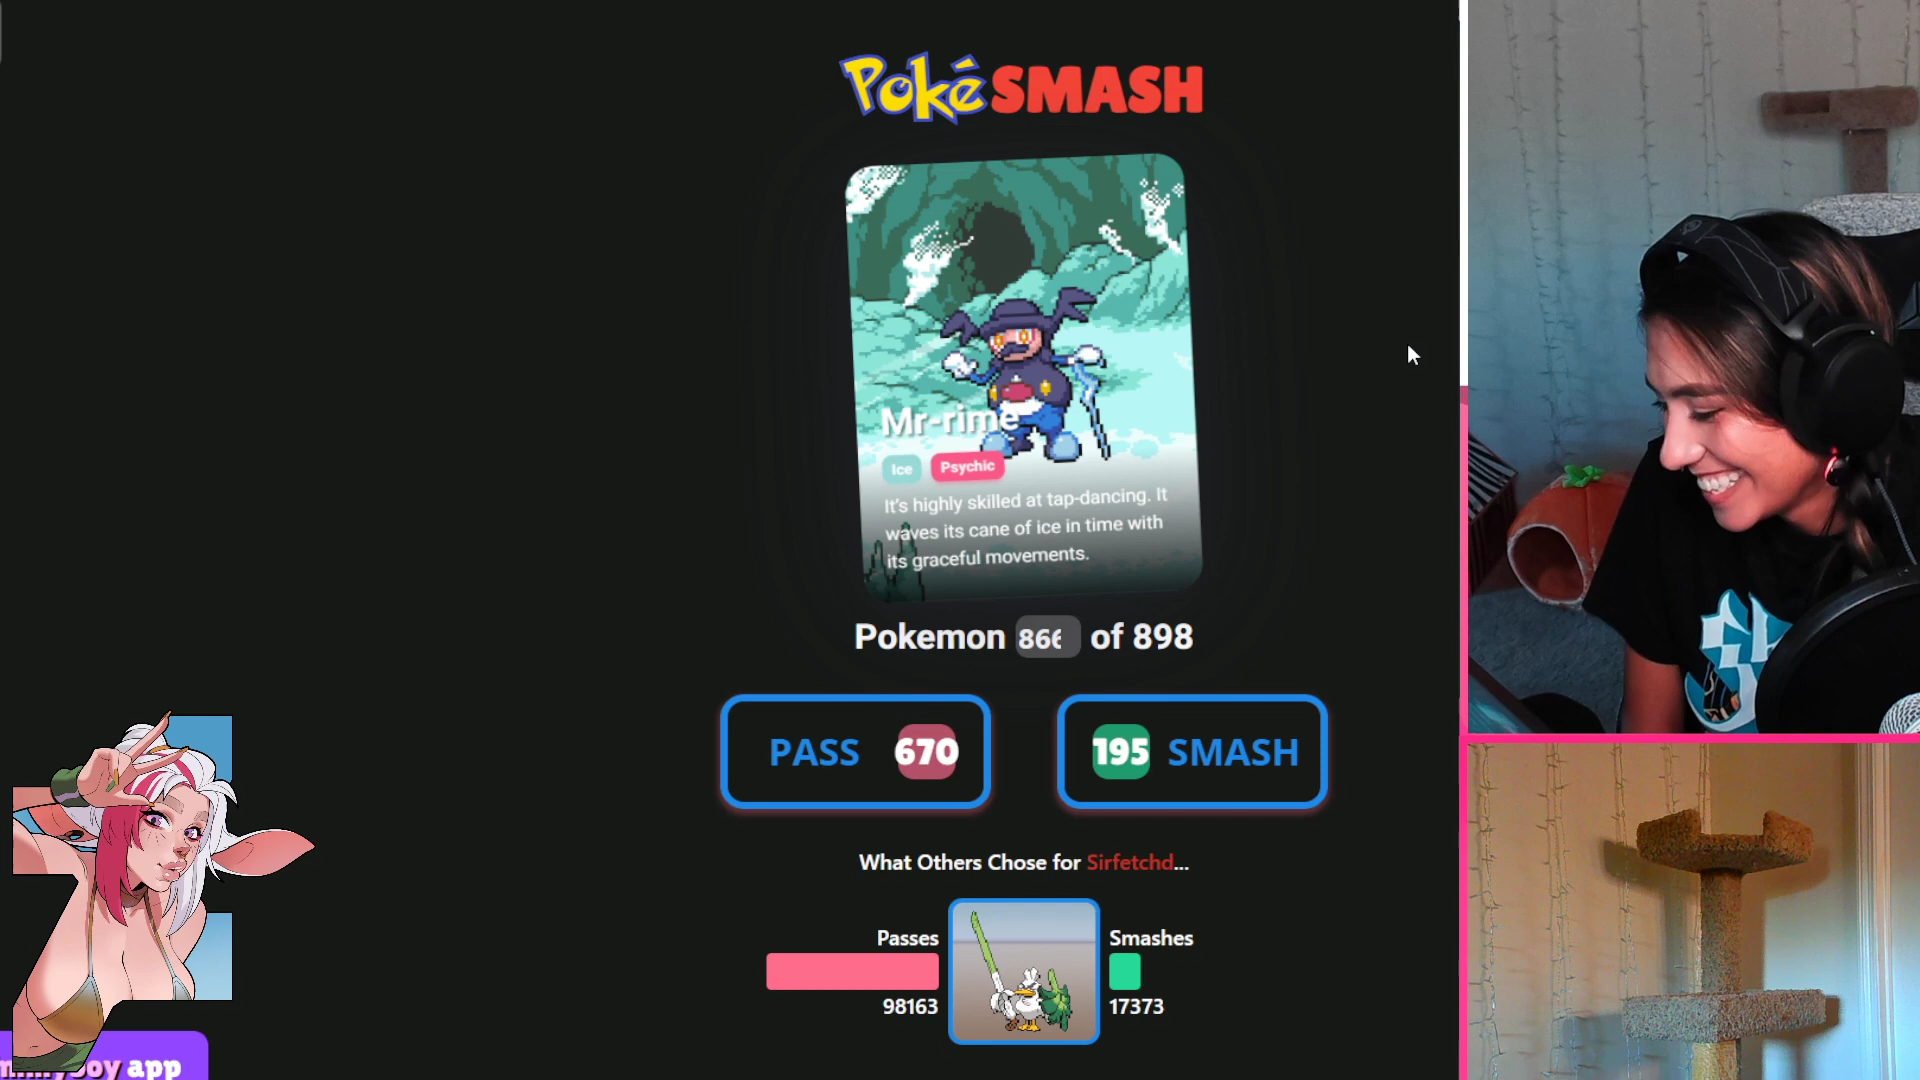 PokéSMASH
Mr-rime
Ice Psychic
It's highly skilled at tap-dancing. It
waves its cane of ice in time with
its graceful movements.
Pokemon 866 of 898
PASS 670
195 SMASH
What Others Chose for Sirfetchd...
Passes
98163
Smashes
17373
app